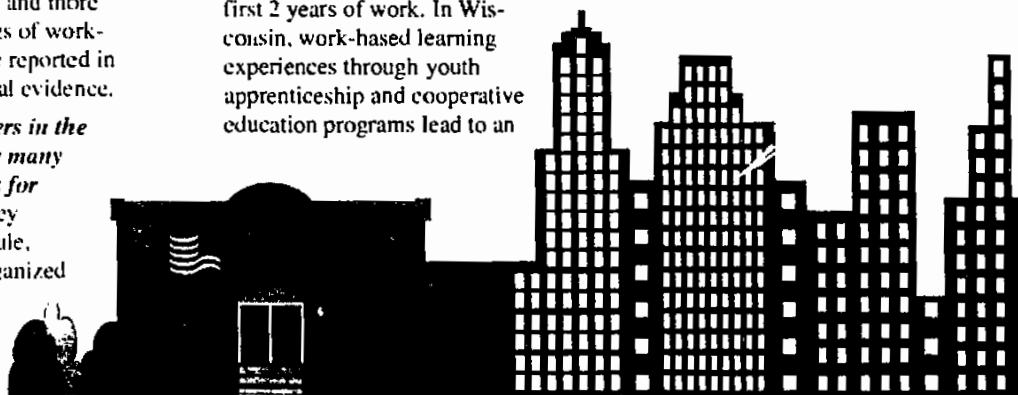 and more
s of work-
reported in
al evidence.
ers in the
many
for
ey
ule,
ganized
first 2 years of work. In Wis-
consin, work-based learning
experiences through youth
apprenticeship and cooperative
education programs lead to an